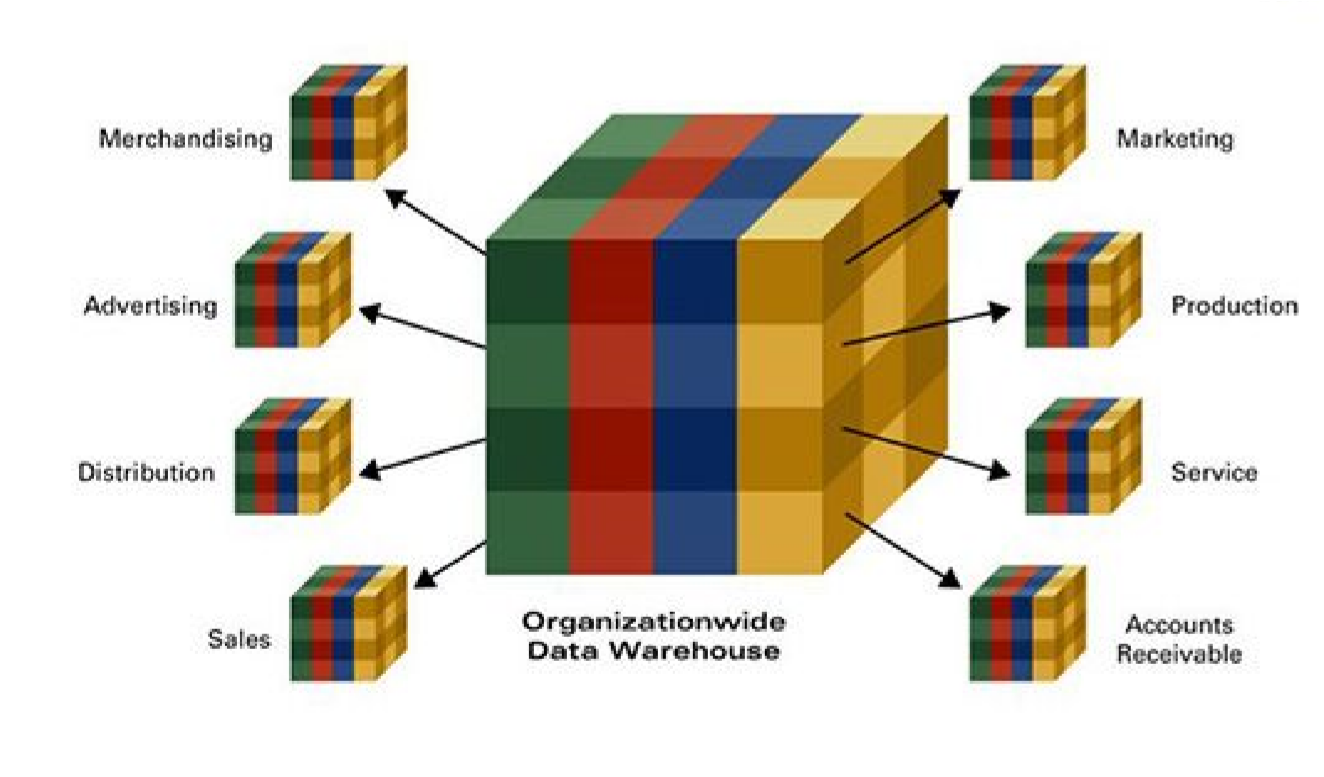 Merchandising
Marketing
Advertising
Production
Distribution
Service
Sales
Organizationwide
Data Warehouse
Accounts
Receivable